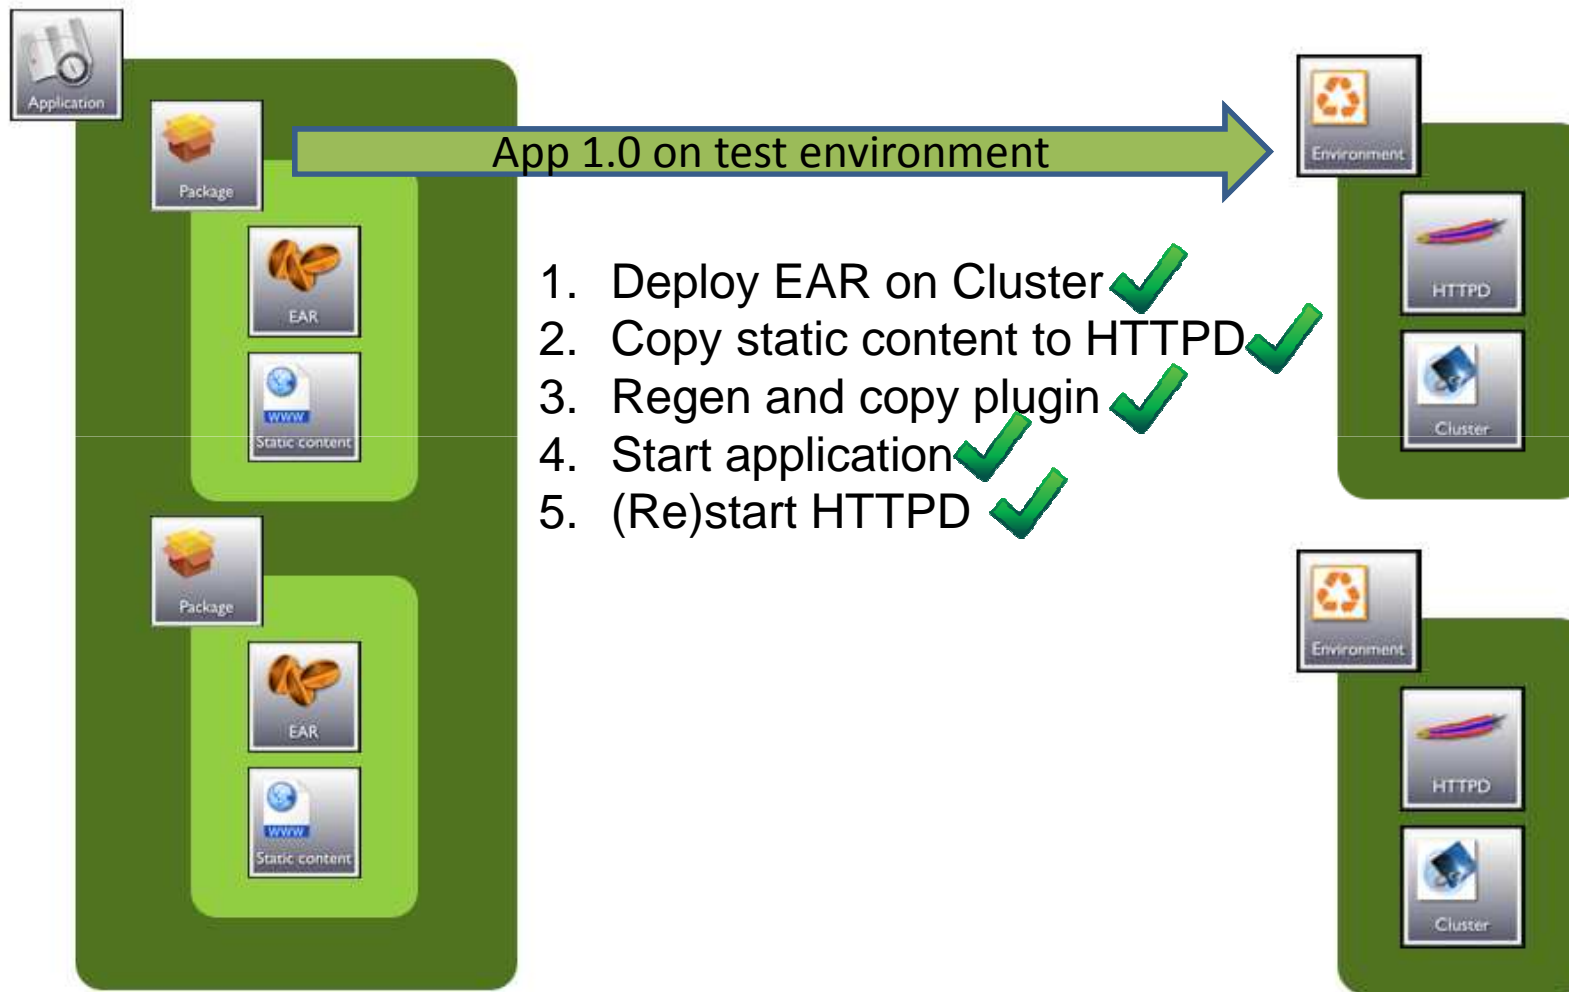 Application
Package
App 1.0 on test environment
Environment
EAR
HTTPD
WWW
Static content
Cluster
1. Deploy EAR on Cluster
2. Copy static content to HTTPD
3. Regen and copy plugin
4. Start application
5. (Re)start HTTPD
Package
Environment
EAR
HTTPD
WWW
Static content
Cluster